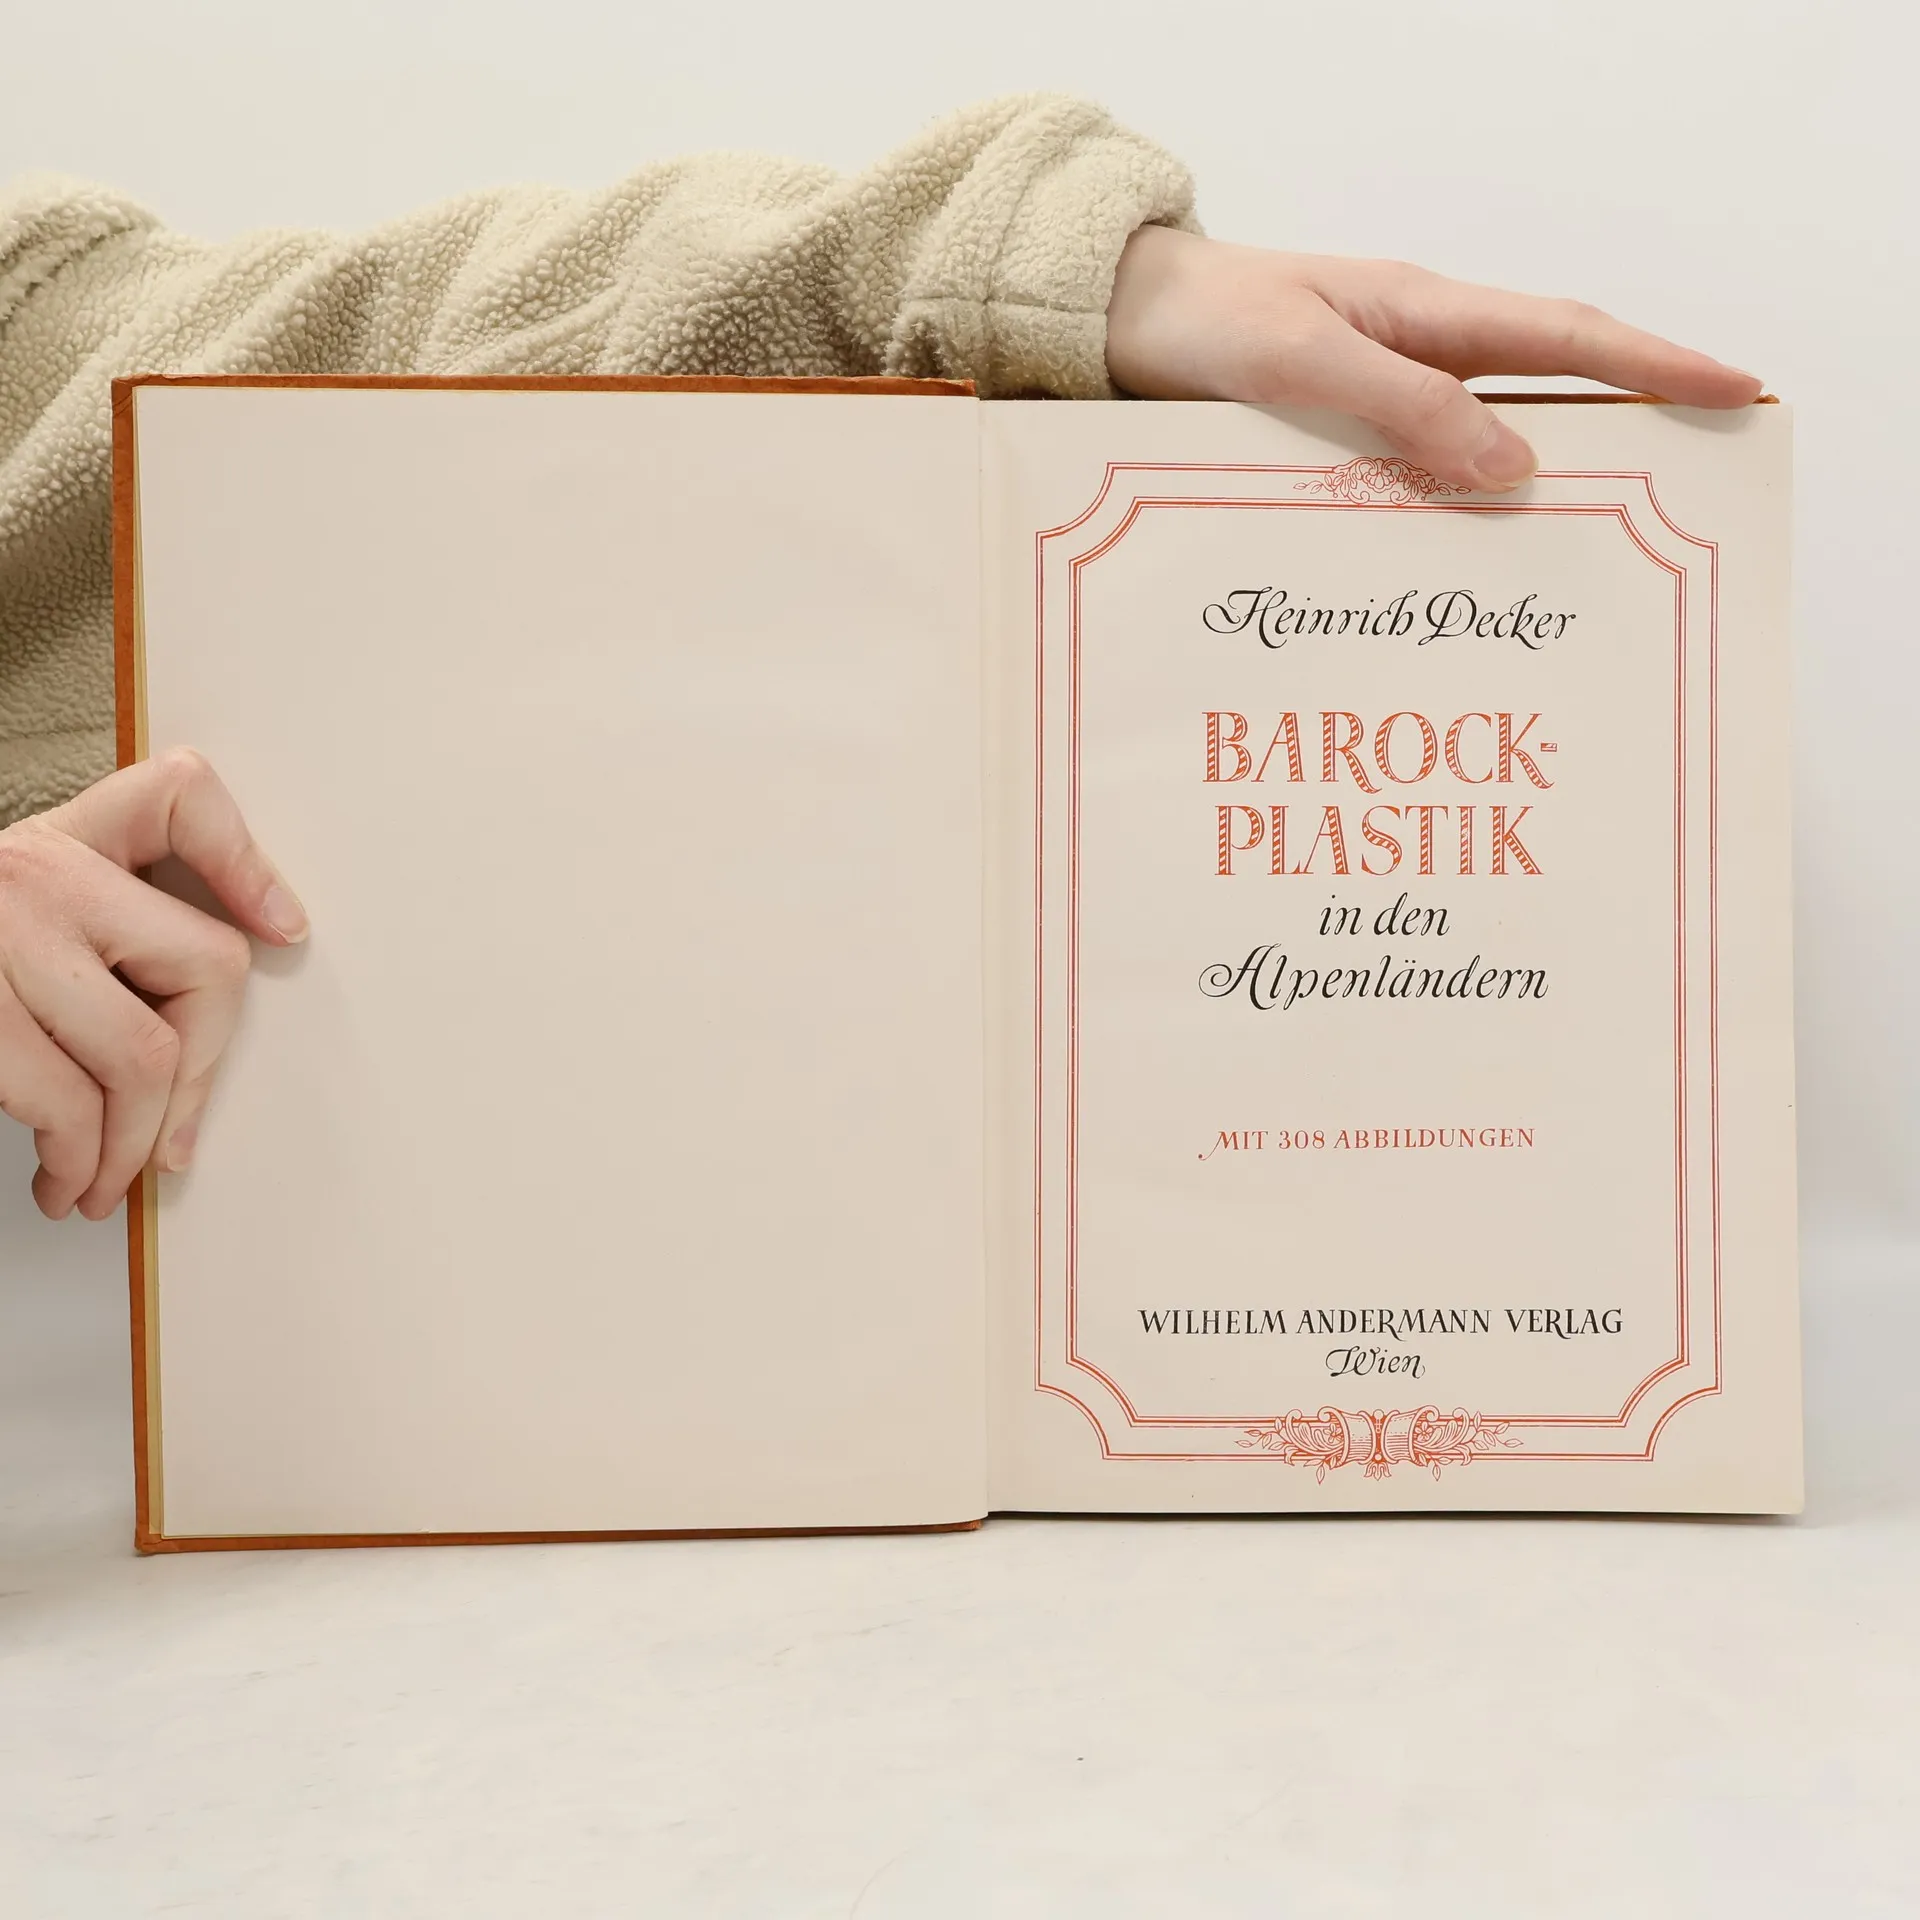 Heinrich Decker
BAROCK-
PLASTIK
in den
Alpenländern
MIT 308 ABBILDUNGEN
WILHELM ANDERMANN VERLAG
Wien